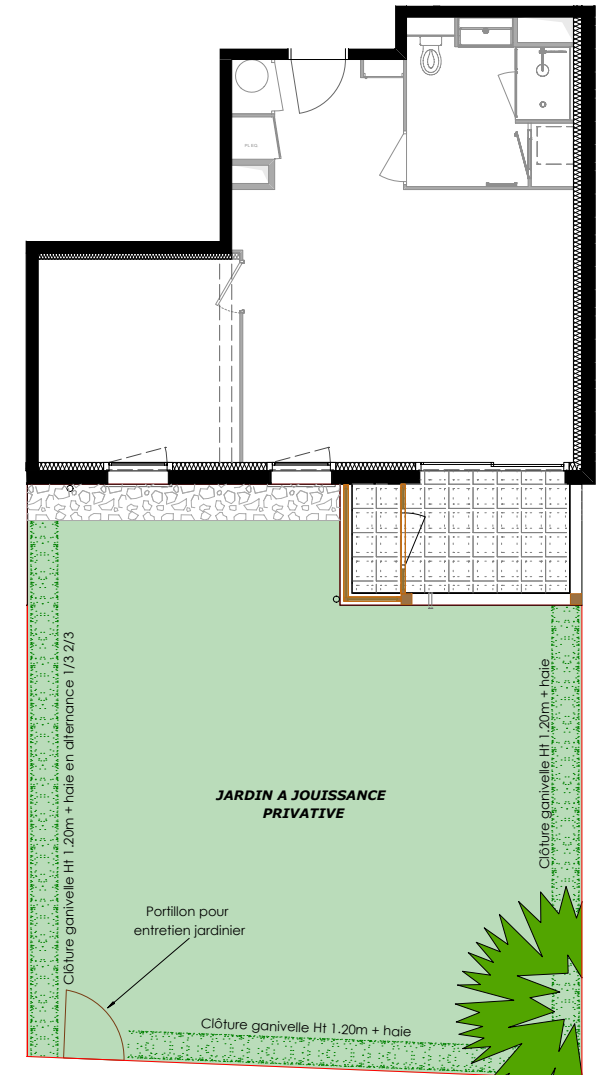 PLCD.
Clôture ganivelle Ht 1.20m + haie en alternance 1/3 2/3
Clôture ganivelle Ht 1.20m + haie
JARDIN A JOUISSANCE
PRIVATIVE
Portillon pour
entretien jardinier
Clôture ganivelle Ht 1.20m + haie